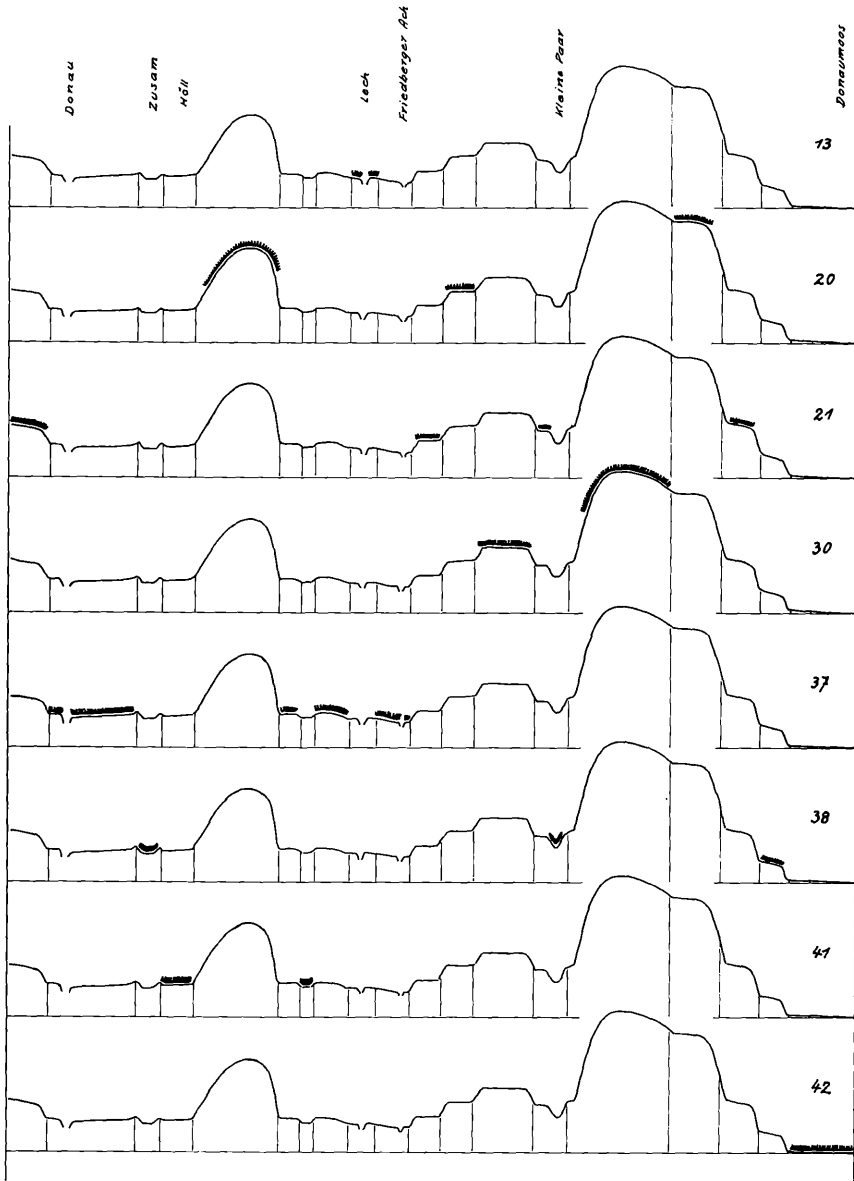 Donau
Zusam
Höll
Lech
Friedberger Ach
Kleine Paar
Donaumoos
13
20
21
30
37
38
41
42